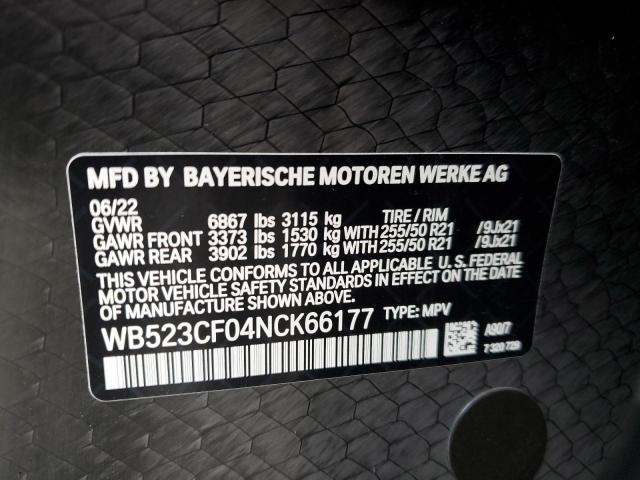 MFD BY BAYERISCHE MOTOREN WERKE AG
06/22
GVWR 6867 lbs 3115 kg TIRE / RIM
GAWR FRONT 3373 lbs 1530 kg WITH 255/50 R21 /9Jx21
GAWR REAR 3902 lbs 1770 kg WITH 255/50 R21 /9Jx21
THIS VEHICLE CONFORMS TO ALL APPLICABLE U. S. FEDERAL
MOTOR VEHICLE SAFETY STANDARDS IN EFFECT ON THE DATE
OF MANUFACTURE SHOWN ABOVE.
WB523CF04NCK66177 TYPE: MPV
A90/7
7 320 729